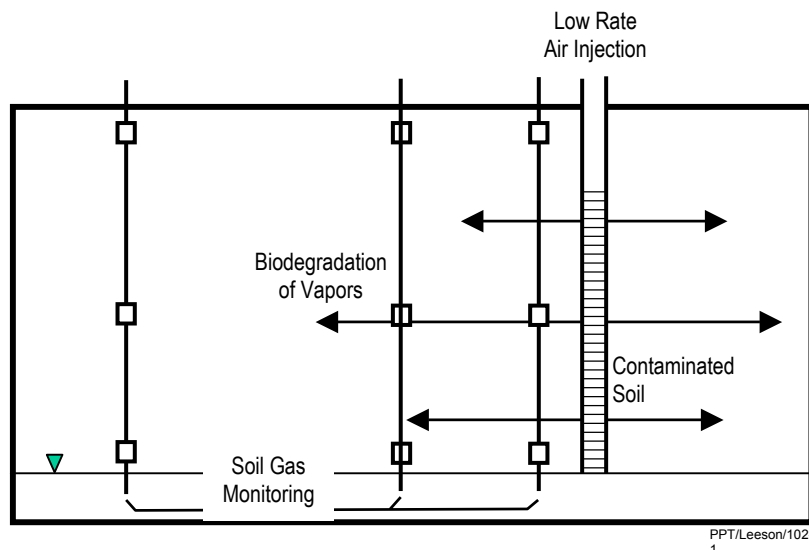 Low Rate
Air Injection
Biodegradation
of Vapors
Contaminated
Soil
Soil Gas
Monitoring
PPT/Leeson/102
1